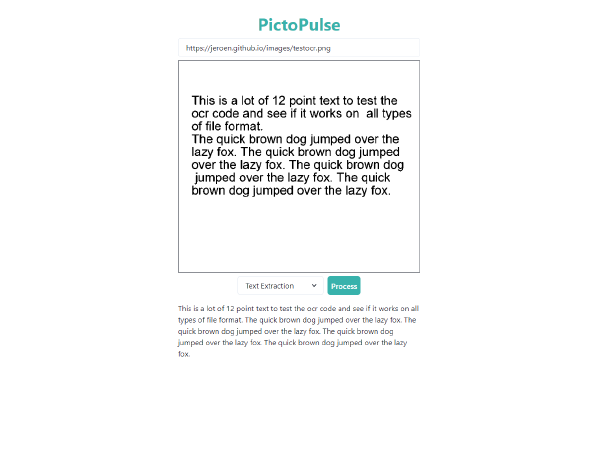 PictoPulse
https://jeroen.github.io/images/testocr.png
This is a lot of 12 point text to test the
ocr code and see if it works on all types
of file format.
The quick brown dog jumped over the
lazy fox. The quick brown dog jumped
over the lazy fox. The quick brown dog
jumped over the lazy fox. The quick
brown dog jumped over the lazy fox.
Text Extraction
Process
This is a lot of 12 point text to test the ocr code and see if it works on all
types of file format. The quick brown dog jumped over the lazy fox. The
quick brown dog jumped over the lazy fox. The quick brown dog
jumped over the lazy fox. The quick brown dog jumped over the lazy
fox.